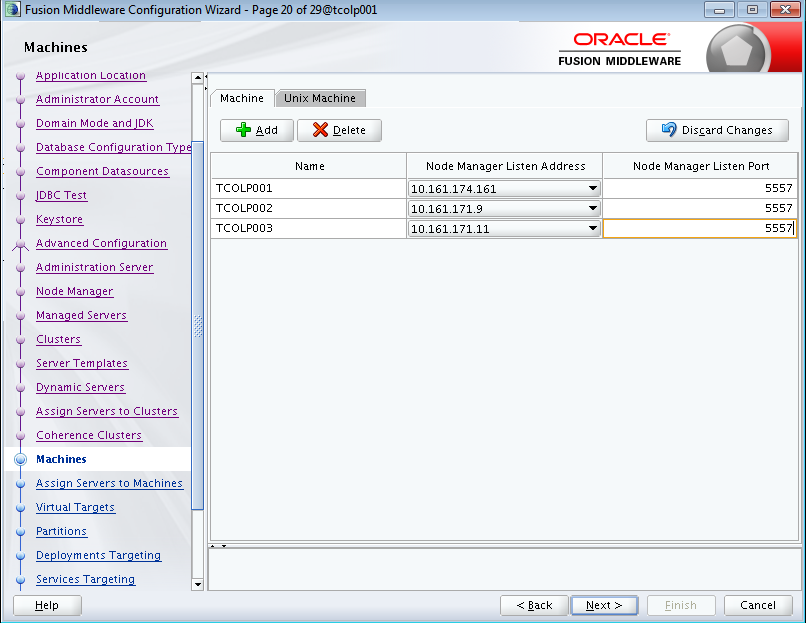 Fusion Middleware Configuration Wizard - Page 20 of 29@tcolp001
Machines
ORACLE
FUSION MIDDLEWARE
Application Location
Administrator Account
Domain Mode and JDK
Database Configuration Type
Component Datasources
JDBC Test
Keystore
Advanced Configuration
Administration Server
Node Manager
Managed Servers
Clusters
Server Templates
Dynamic Servers
Assign Servers to Clusters
Coherence Clusters
Machines
Assign Servers to Machines
Virtual Targets
Partitions
Deployments Targeting
Services Targeting
Machine Unix Machine
Add Delete Discard Changes
Name Node Manager Listen Address Node Manager Listen Port
TCOLP001 10.161.174.161 5557
TCOLP002 10.161.171.9 5557
TCOLP003 10.161.171.11 5557
Help < Back Next > Finish Cancel